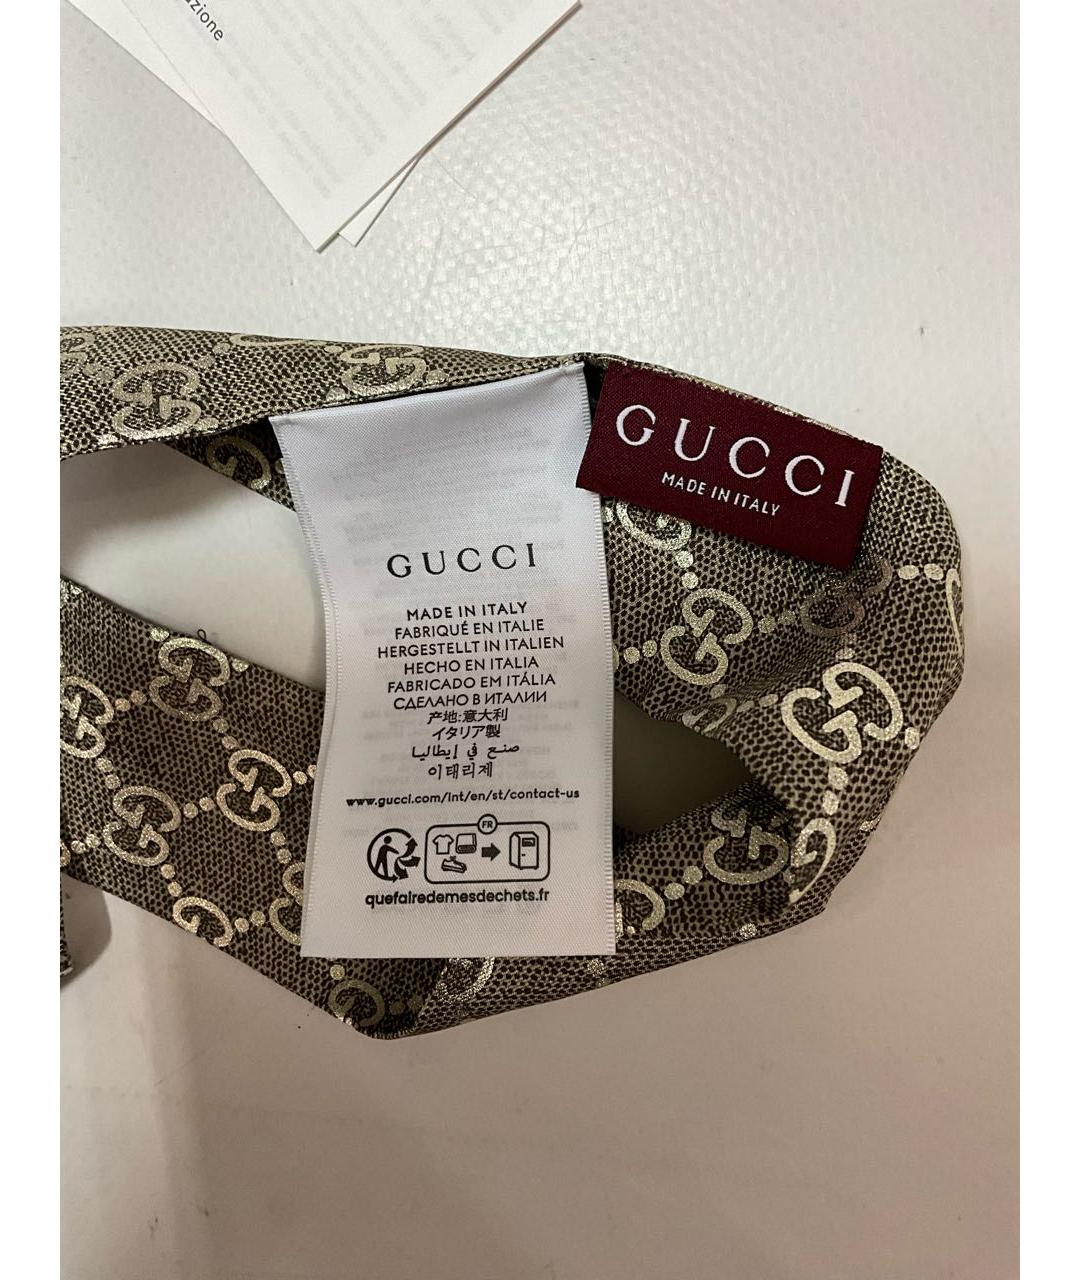 GUCCI
MADE IN ITALY
GUCCI
MADE IN ITALY
FABRIQUÉ EN ITALIE
HERGESTELLT IN ITALIEN
HECHO EN ITALIA
FABRICADO EM ITÁLIA
СДЕЛАНО В ИТАЛИИ
产地:意大利
イタリア製
صنع في إيطاليا
이태리제
www.gucci.com/int/en/st/contact-us
FR
quefairedemesdechets.fr